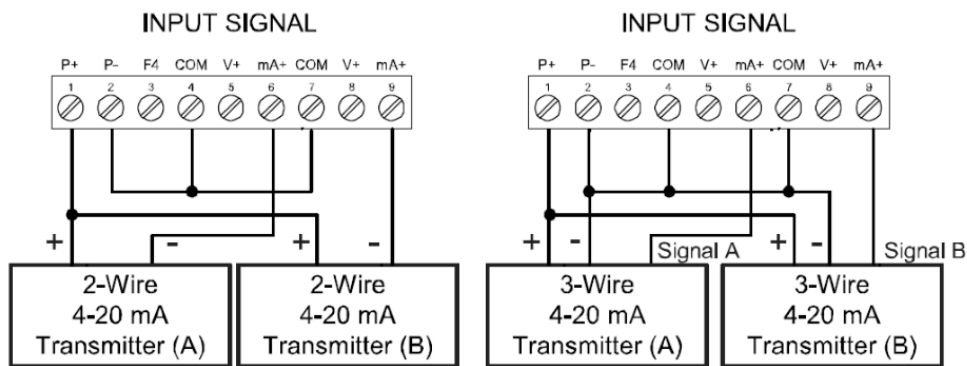 INPUT SIGNAL
P+ P- F4 COM V+ mA+ COM V+ mA+
1 2 3 4 5 6 7 8 9
+ - + -
2-Wire
4-20 mA
Transmitter (A)
2-Wire
4-20 mA
Transmitter (B)
INPUT SIGNAL
P+ P- F4 COM V+ mA+ COM V+ mA+
1 2 3 4 5 6 7 8 9
+ - Signal A + - Signal B
3-Wire
4-20 mA
Transmitter (A)
3-Wire
4-20 mA
Transmitter (B)